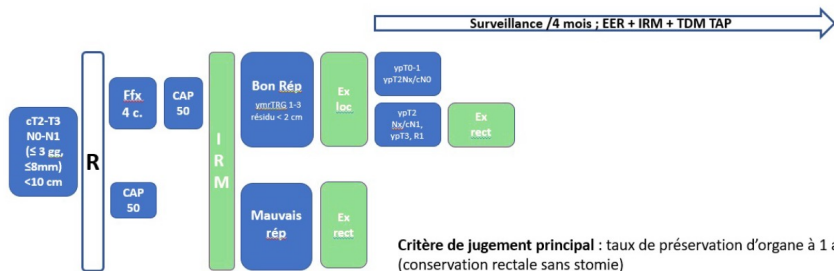 Surveillance /4 mois ; EER + IRM + TDM TAP
cT2-T3
N0-N1
(≤ 3 gg,
≤8mm)
<10 cm
R
Ffx
4 c.
CAP
50
CAP
50
I
R
M
Bon Rép
ymrTRG 1-3
résidu < 2 cm
Mauvais
rép
Ex
loc
Ex
rect
ypT0-1
ypT2Nx/cN0
ypT2
Nx/cN1,
ypT3, R1
Ex
rect
Critère de jugement principal : taux de préservation d'organe à 1 a
(conservation rectale sans stomie)